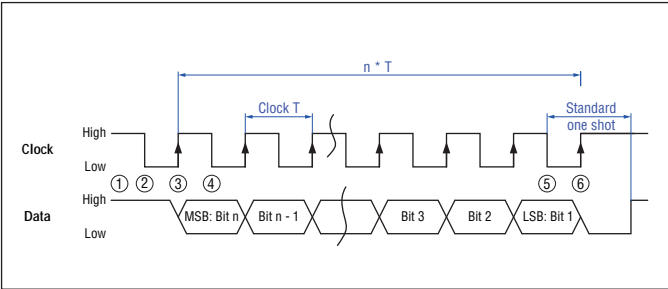 n * T
Clock T
Standard
one shot
High
Clock
Low
1 2 3 4 5 6
High
Data
MSB: Bit n Bit n - 1 Bit 3 Bit 2 LSB: Bit 1
Low